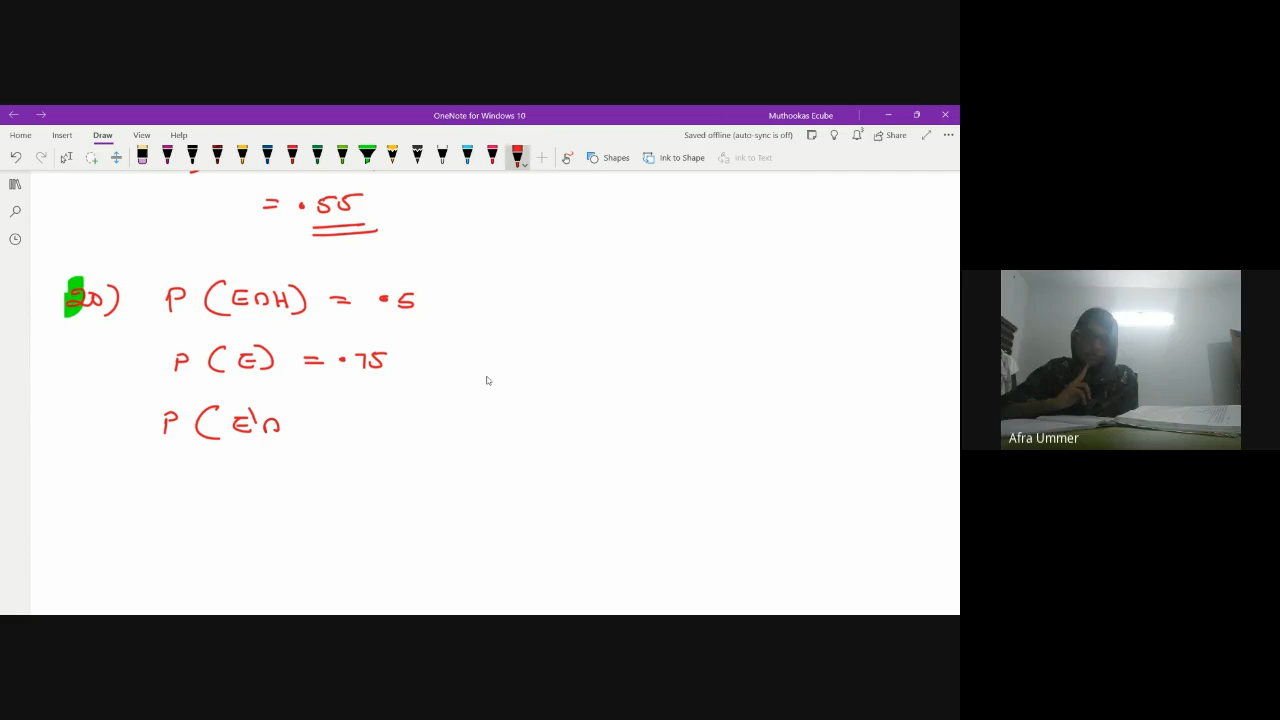 OneNote for Windows 10
Muthookas Ecube
Home Insert Draw View Help
Saved offline (auto-sync is off)
3
Share
Shapes
Ink to Shape
Ink to Text
= .55
20) P (E∩H) = .5
P (E) = .75
P (E'∩
Afra Ummer